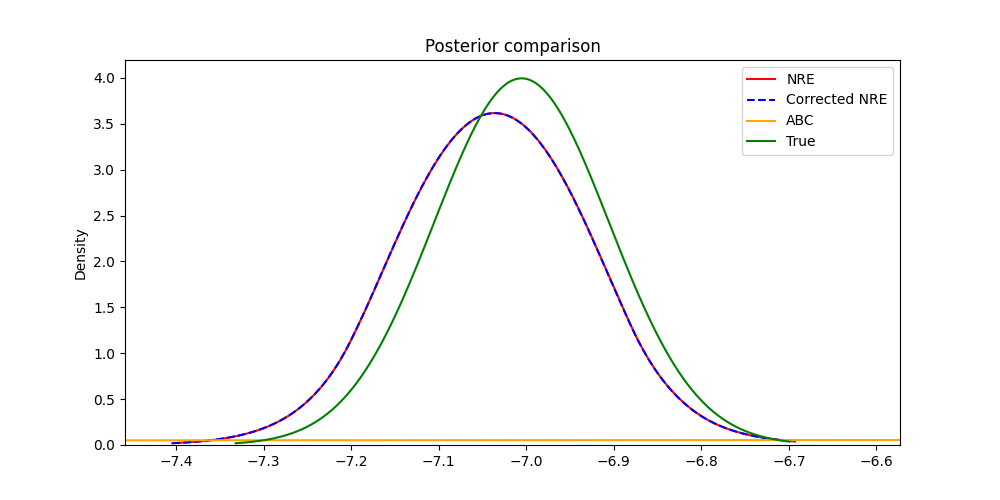 Posterior comparison
NRE
Corrected NRE
ABC
True
Density
4.0
3.5
3.0
2.5
2.0
1.5
1.0
0.5
0.0
−7.4 −7.3 −7.2 −7.1 −7.0 −6.9 −6.8 −6.7 −6.6